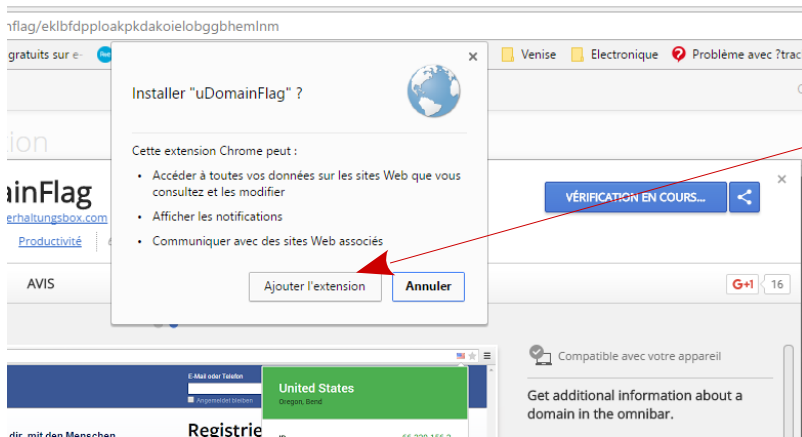 nflag/eklbfdpploakpkdakoielobggbhemlnm
gratuits sur e-
Venise
Electronique
Problème avec ?trac
Installer "uDomainFlag" ?
Cette extension Chrome peut :
• Accéder à toutes vos données sur les sites Web que vous
consultez et les modifier
• Afficher les notifications
• Communiquer avec des sites Web associés
Ajouter l'extension
Annuler
ion
ainFlag
erhaltungsbox.com
Productivité
VÉRIFICATION EN COURS...
AVIS
G+1
16
E-Mail oder Telefon
Angemeldet bleiben
United States
Oregon, Bend
Registrie
dir, mit den Menschen
Compatible avec votre appareil
Get additional information about a
domain in the omnibar.